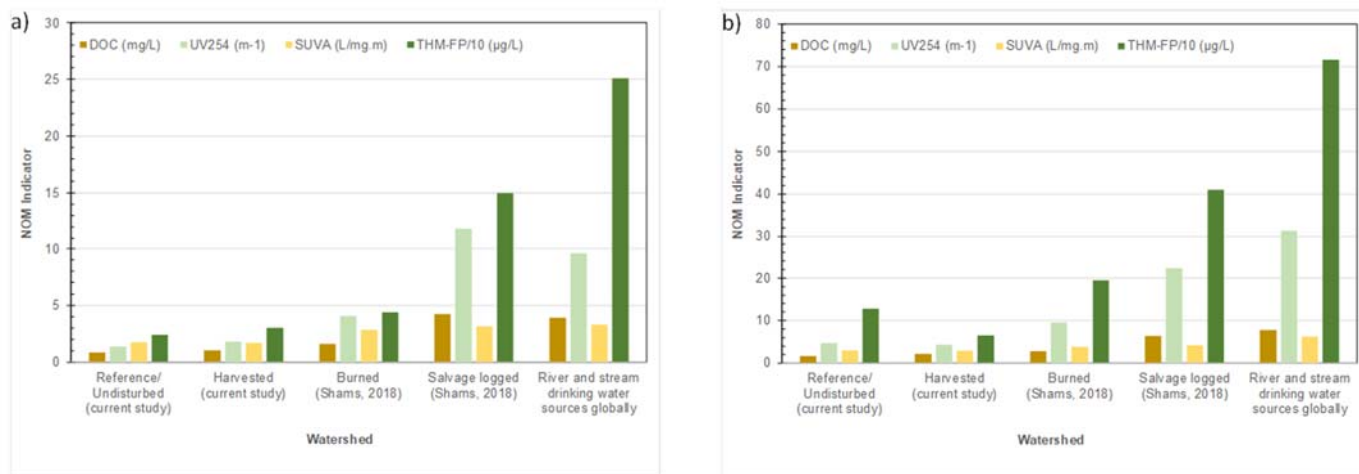 a)
30
25
20
15
10
5
0
NOM Indicator
DOC (mg/L) UV254 (m-1) SUVA (L/mg.m) THM-FP/10 (µg/L)
Reference/
Undisturbed
(current study)
Harvested
(current study)
Burned
(Shams, 2018)
Salvage logged
(Shams, 2018)
River and stream
drinking water
sources globally
Watershed
b)
80
70
60
50
40
30
20
10
0
NOM Indicator
DOC (mg/L) UV254 (m-1) SUVA (L/mg.m) THM-FP/10 (µg/L)
Reference/
Undisturbed
(current study)
Harvested
(current study)
Burned
(Shams, 2018)
Salvage logged
(Shams, 2018)
River and stream
drinking water
sources globally
Watershed